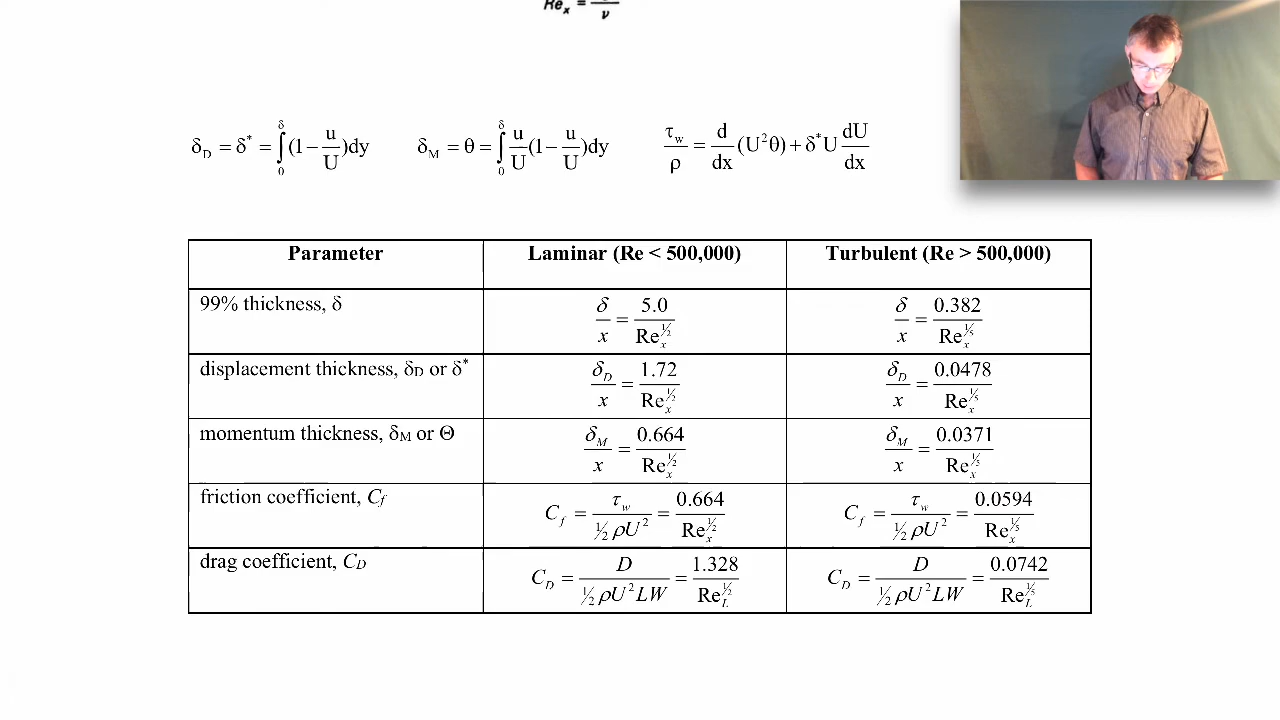 Re_x = / ν
δ_D = δ* = ∫_0^δ (1 − u/U)dy    δ_M = θ = ∫_0^δ u/U (1 − u/U)dy    τ_w/ρ = d/dx (U²θ) + δ*U dU/dx
Parameter    Laminar (Re < 500,000)    Turbulent (Re > 500,000)
99% thickness, δ    δ/x = 5.0/Re_x^½    δ/x = 0.382/Re_x^⅕
displacement thickness, δ_D or δ*    δ_D/x = 1.72/Re_x^½    δ_D/x = 0.0478/Re_x^⅕
momentum thickness, δ_M or Θ    δ_M/x = 0.664/Re_x^½    δ_M/x = 0.0371/Re_x^⅕
friction coefficient, C_f    C_f = τ_w/(½ρU²) = 0.664/Re_x^½    C_f = τ_w/(½ρU²) = 0.0594/Re_x^⅕
drag coefficient, C_D    C_D = D/(½ρU²LW) = 1.328/Re_L^½    C_D = D/(½ρU²LW) = 0.0742/Re_L^⅕